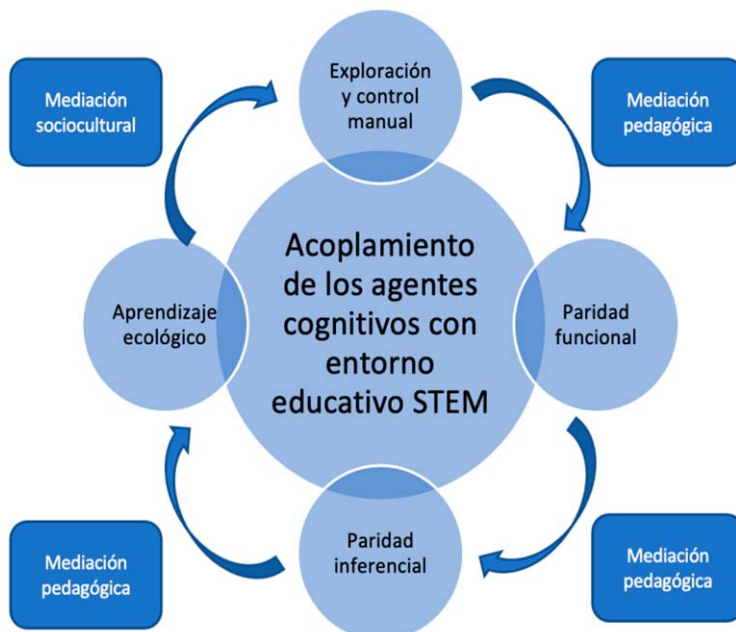 Exploración
y control
manual
Mediación
sociocultural
Mediación
pedagógica
Acoplamiento
de los agentes
cognitivos con
entorno
educativo STEM
Aprendizaje
ecológico
Paridad
funcional
Paridad
inferencial
Mediación
pedagógica
Mediación
pedagógica